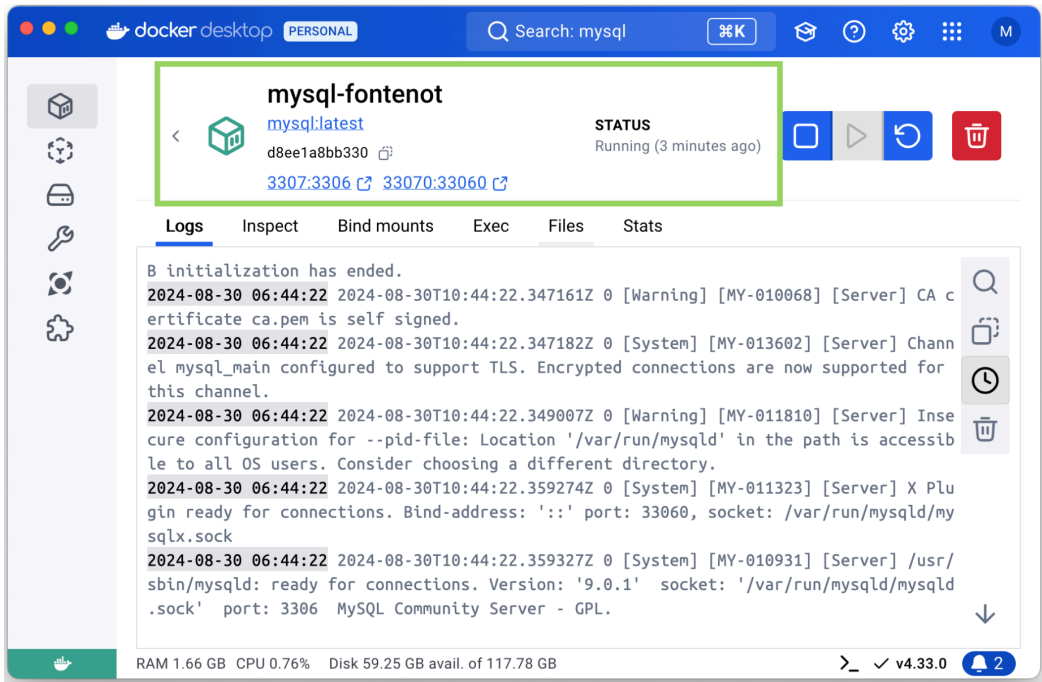 docker desktop PERSONAL
Search: mysql
⌘K
M
mysql-fontenot
mysql:latest
d8ee1a8bb330
3307:3306 33070:33060
STATUS
Running (3 minutes ago)
Logs Inspect Bind mounts Exec Files Stats
B initialization has ended.
2024-08-30 06:44:22 2024-08-30T10:44:22.347161Z 0 [Warning] [MY-010068] [Server] CA c
ertificate ca.pem is self signed.
2024-08-30 06:44:22 2024-08-30T10:44:22.347182Z 0 [System] [MY-013602] [Server] Chann
el mysql_main configured to support TLS. Encrypted connections are now supported for
this channel.
2024-08-30 06:44:22 2024-08-30T10:44:22.349007Z 0 [Warning] [MY-011810] [Server] Inse
cure configuration for --pid-file: Location '/var/run/mysqld' in the path is accessib
le to all OS users. Consider choosing a different directory.
2024-08-30 06:44:22 2024-08-30T10:44:22.359274Z 0 [System] [MY-011323] [Server] X Plu
gin ready for connections. Bind-address: '::' port: 33060, socket: /var/run/mysqld/my
sqlx.sock
2024-08-30 06:44:22 2024-08-30T10:44:22.359327Z 0 [System] [MY-010931] [Server] /usr/
sbin/mysqld: ready for connections. Version: '9.0.1'  socket: '/var/run/mysqld/mysqld
.sock'  port: 3306  MySQL Community Server - GPL.
RAM 1.66 GB CPU 0.76% Disk 59.25 GB avail. of 117.78 GB
v4.33.0
2